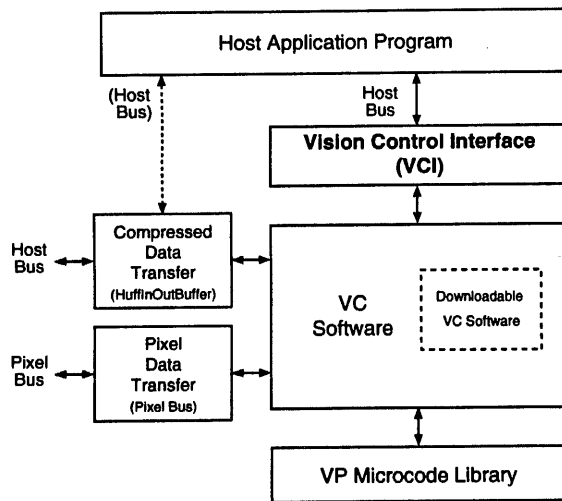 Host Application Program
(Host
Bus)
Host
Bus
Vision Control Interface
(VCI)
Host
Bus
Compressed
Data
Transfer
(HuffInOutBuffer)
VC
Software
Downloadable
VC Software
Pixel
Bus
Pixel
Data
Transfer
(Pixel Bus)
VP Microcode Library